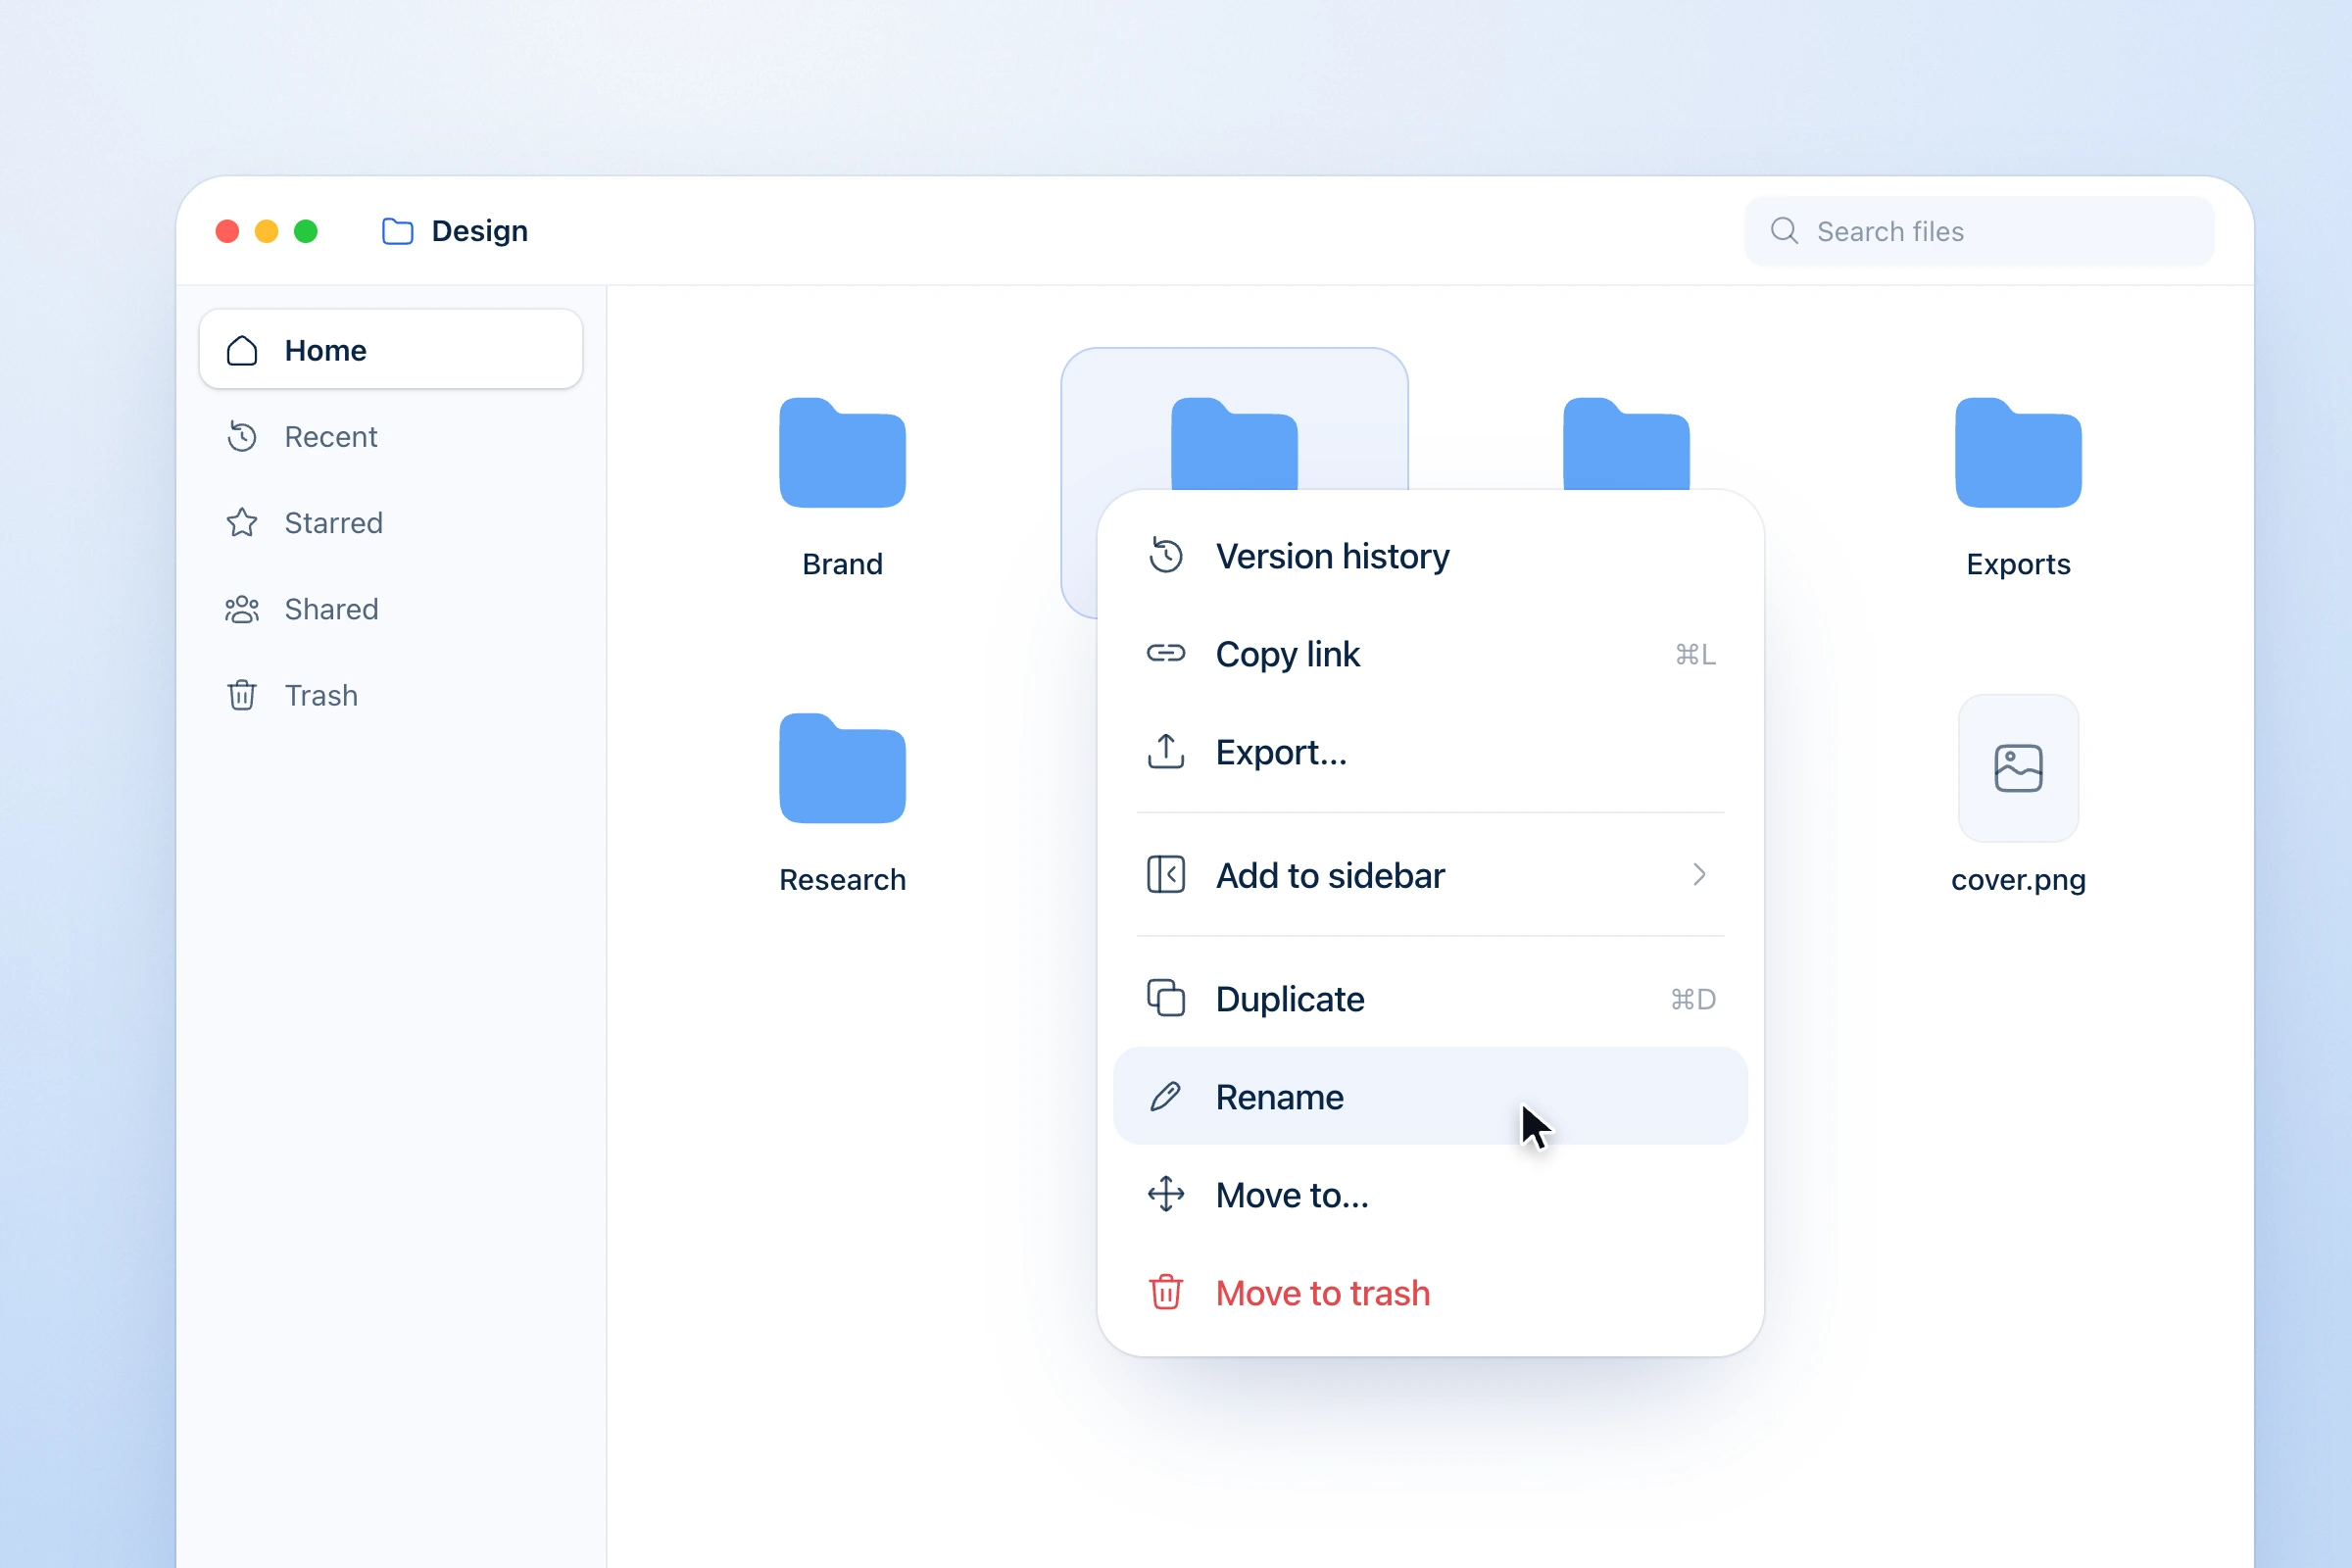 Design
Search files
Home
Recent
Starred
Shared
Trash
Brand
Exports
Research
cover.png
Version history
Copy link ⌘L
Export...
Add to sidebar
Duplicate ⌘D
Rename
Move to...
Move to trash